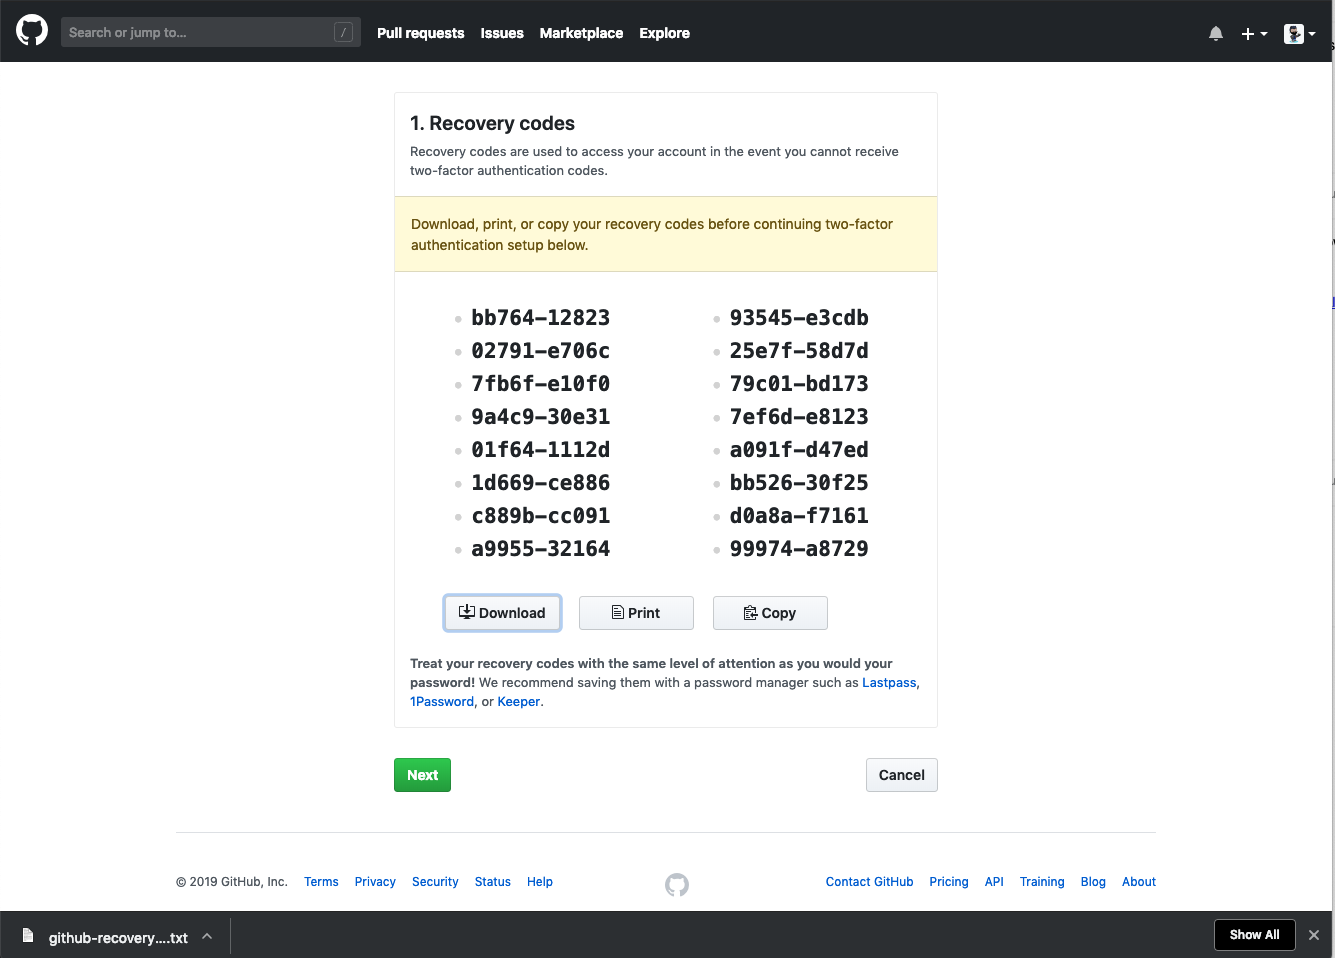 Search or jump to...
/
Pull requests
Issues
Marketplace
Explore
1. Recovery codes
Recovery codes are used to access your account in the event you cannot receive
two-factor authentication codes.
Download, print, or copy your recovery codes before continuing two-factor
authentication setup below.
bb764-12823
93545-e3cdb
02791-e706c
25e7f-58d7d
7fb6f-e10f0
79c01-bd173
9a4c9-30e31
7ef6d-e8123
01f64-1112d
a091f-d47ed
1d669-ce886
bb526-30f25
c889b-cc091
d0a8a-f7161
a9955-32164
99974-a8729
Download
Print
Copy
Treat your recovery codes with the same level of attention as you would your
password! We recommend saving them with a password manager such as Lastpass,
1Password, or Keeper.
Next
Cancel
© 2019 GitHub, Inc.
Terms
Privacy
Security
Status
Help
Contact GitHub
Pricing
API
Training
Blog
About
github-recovery....txt
Show All